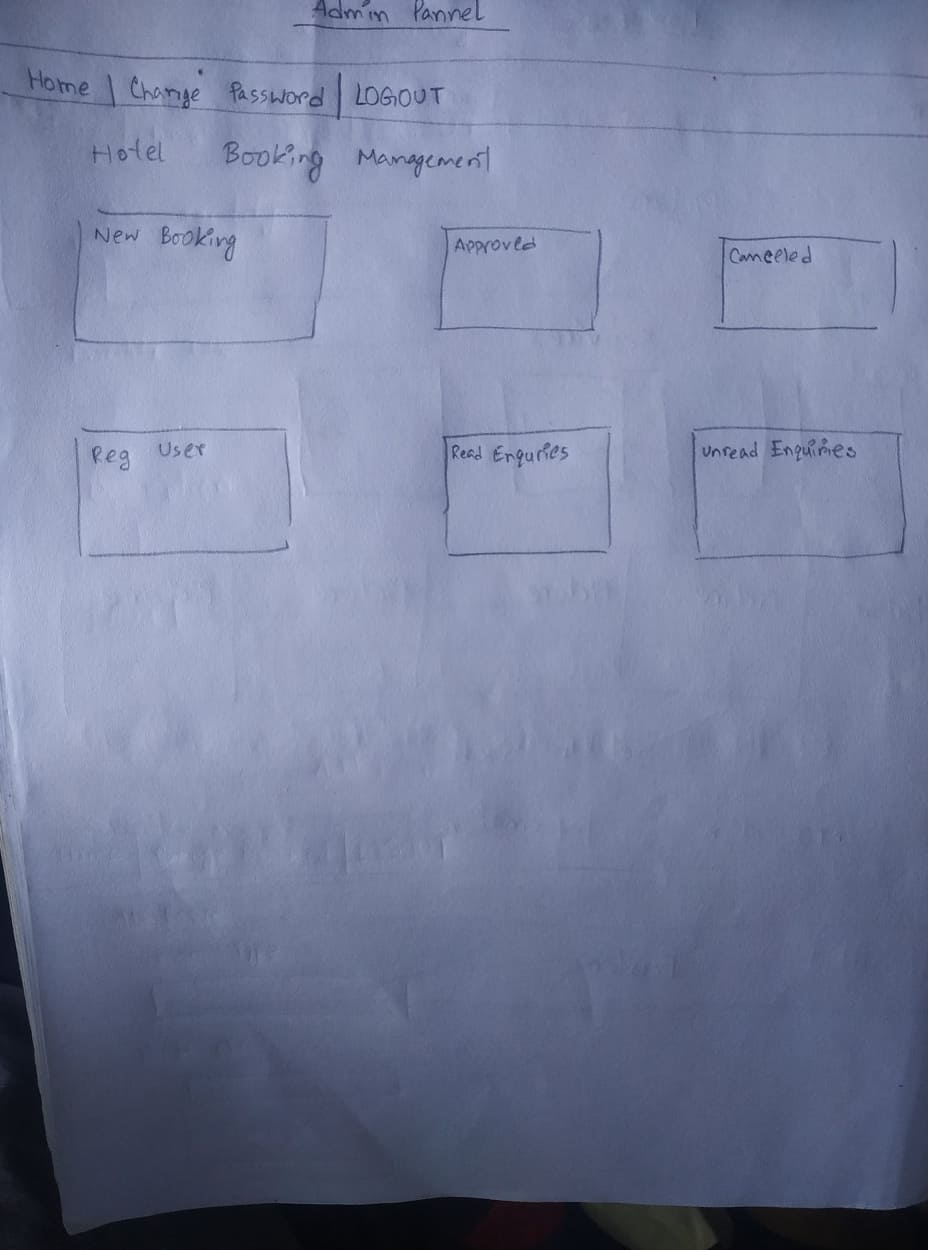 Admin Pannel
Home | Change Password | LOGOUT
Hotel Booking Management
New Booking
Approved
Canceled
Reg User
Read Enquries
Unread Enquiries